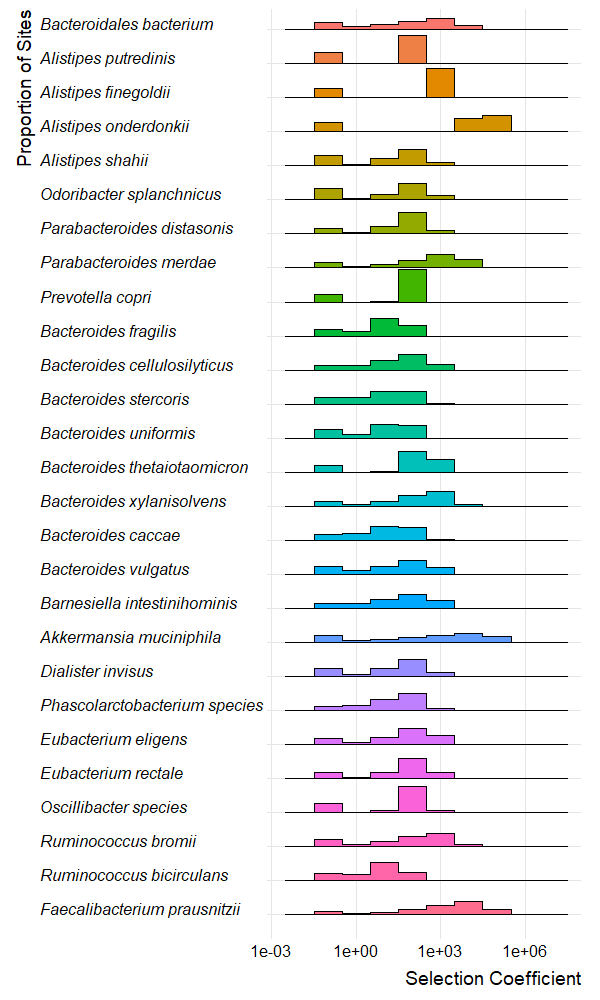 Proportion of Sites
Bacteroidales bacterium
Alistipes putredinis
Alistipes finegoldii
Alistipes onderdonkii
Alistipes shahii
Odoribacter splanchnicus
Parabacteroides distasonis
Parabacteroides merdae
Prevotella copri
Bacteroides fragilis
Bacteroides cellulosilyticus
Bacteroides stercoris
Bacteroides uniformis
Bacteroides thetaiotaomicron
Bacteroides xylanisolvens
Bacteroides caccae
Bacteroides vulgatus
Barnesiella intestinihominis
Akkermansia muciniphila
Dialister invisus
Phascolarctobacterium species
Eubacterium eligens
Eubacterium rectale
Oscillibacter species
Ruminococcus bromii
Ruminococcus bicirculans
Faecalibacterium prausnitzii
1e-03 1e+00 1e+03 1e+06
Selection Coefficient